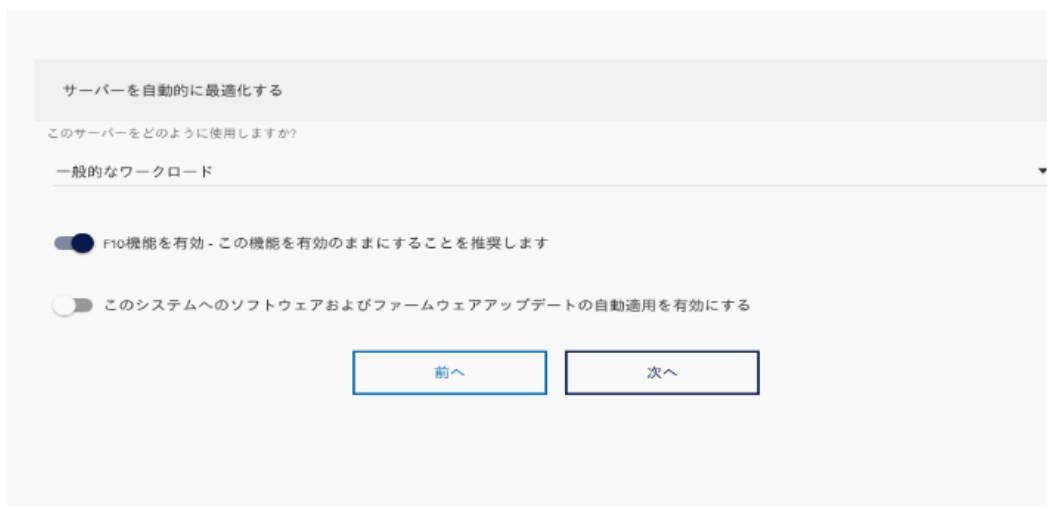 サーバーを自動的に最適化する
このサーバーをどのように使用しますか?
一般的なワークロード
F10機能を有効 - この機能を有効のままにすることを推奨します
このシステムへのソフトウェアおよびファームウェアアップデートの自動適用を有効にする
前へ
次へ